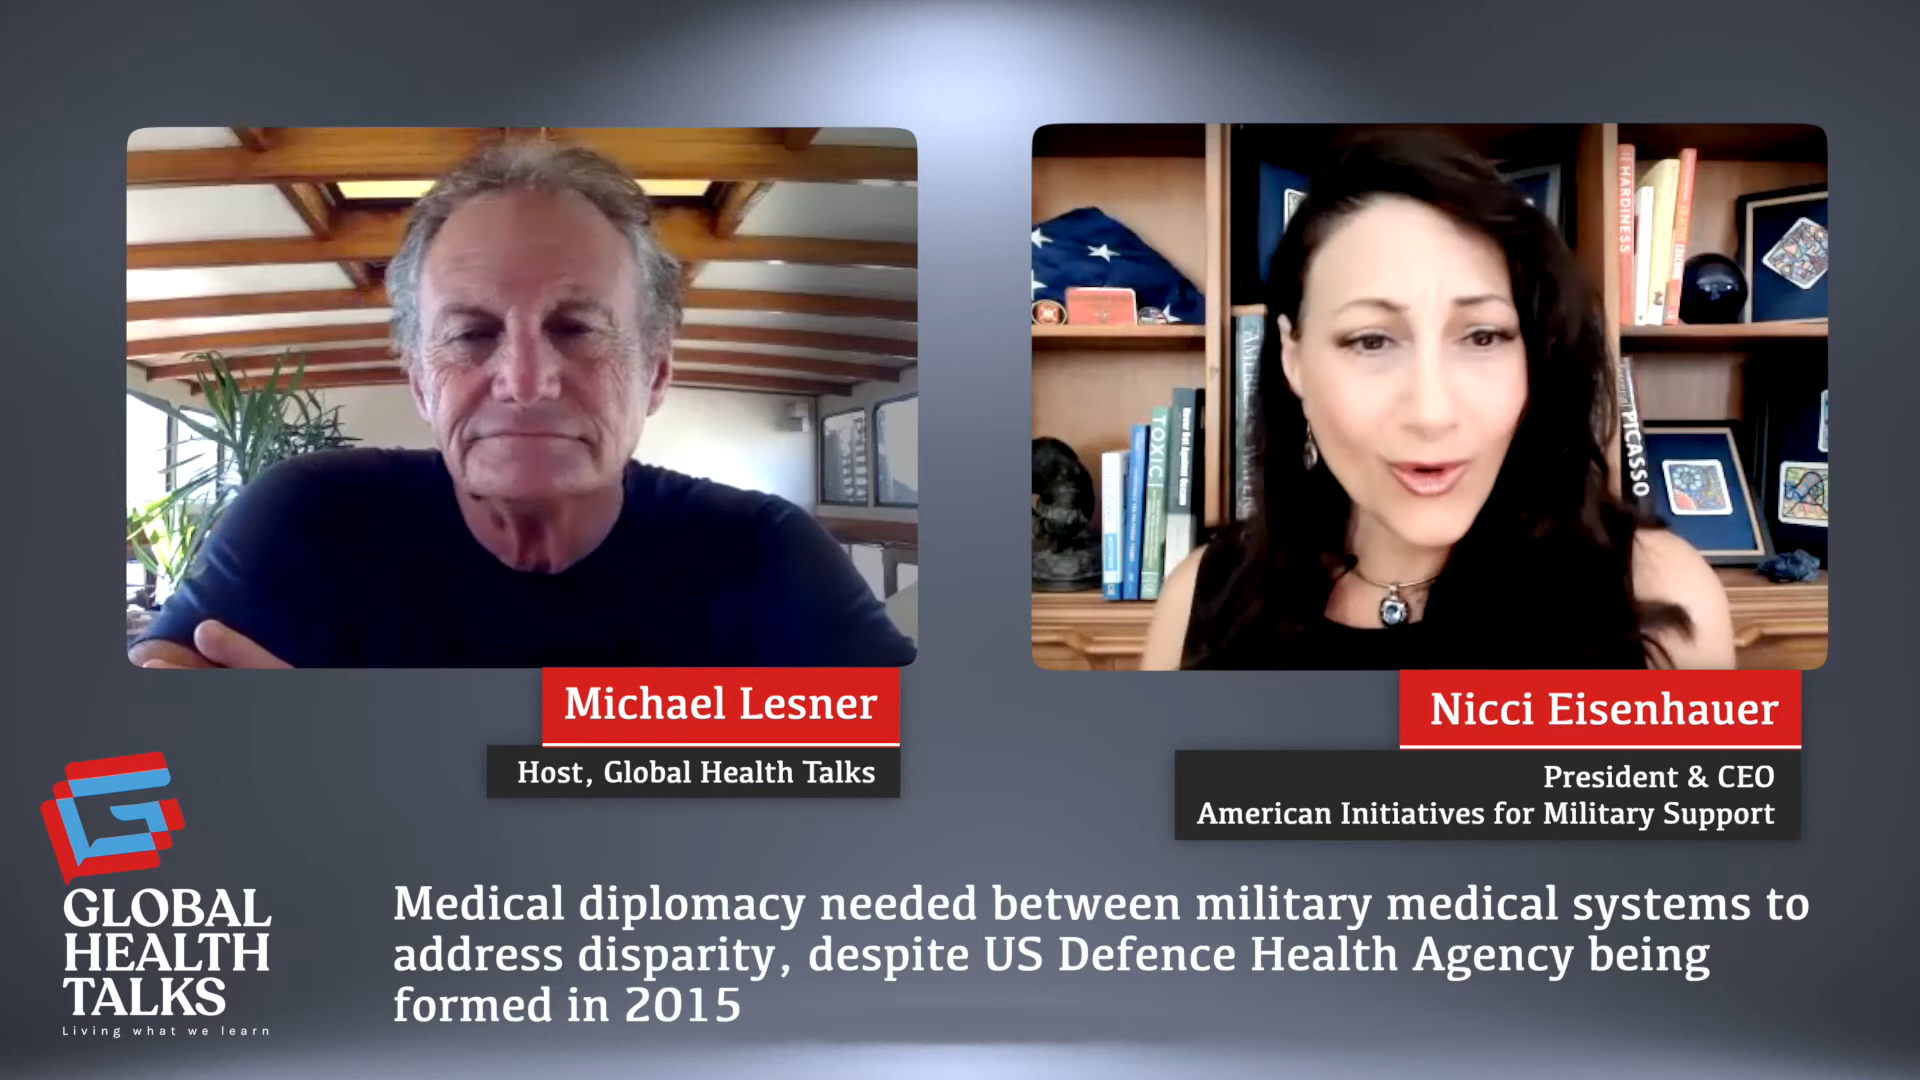 HARDINESS
AMERICA
TOXIC
PICASSO
Michael Lesner
Host, Global Health Talks
Nicci Eisenhauer
President & CEO
American Initiatives for Military Support
GLOBAL
HEALTH
TALKS
Living what we learn
Medical diplomacy needed between military medical systems to
address disparity, despite US Defence Health Agency being
formed in 2015